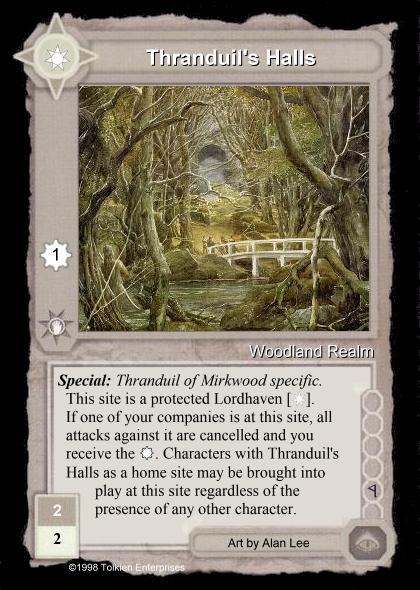 Thranduil's Halls
1
Woodland Realm
Special: Thranduil of Mirkwood specific.
This site is a protected Lordhaven [ ].
If one of your companies is at this site, all
attacks against it are cancelled and you
receive the . Characters with Thranduil's
Halls as a home site may be brought into
play at this site regardless of the
presence of any other character.
2
2
Art by Alan Lee
©1998 Tolkien Enterprises